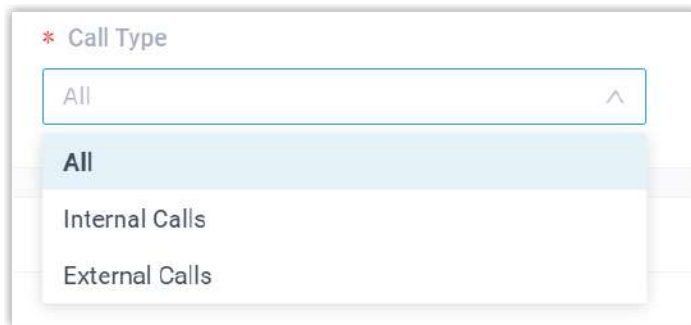 * Call Type
All
All
Internal Calls
External Calls